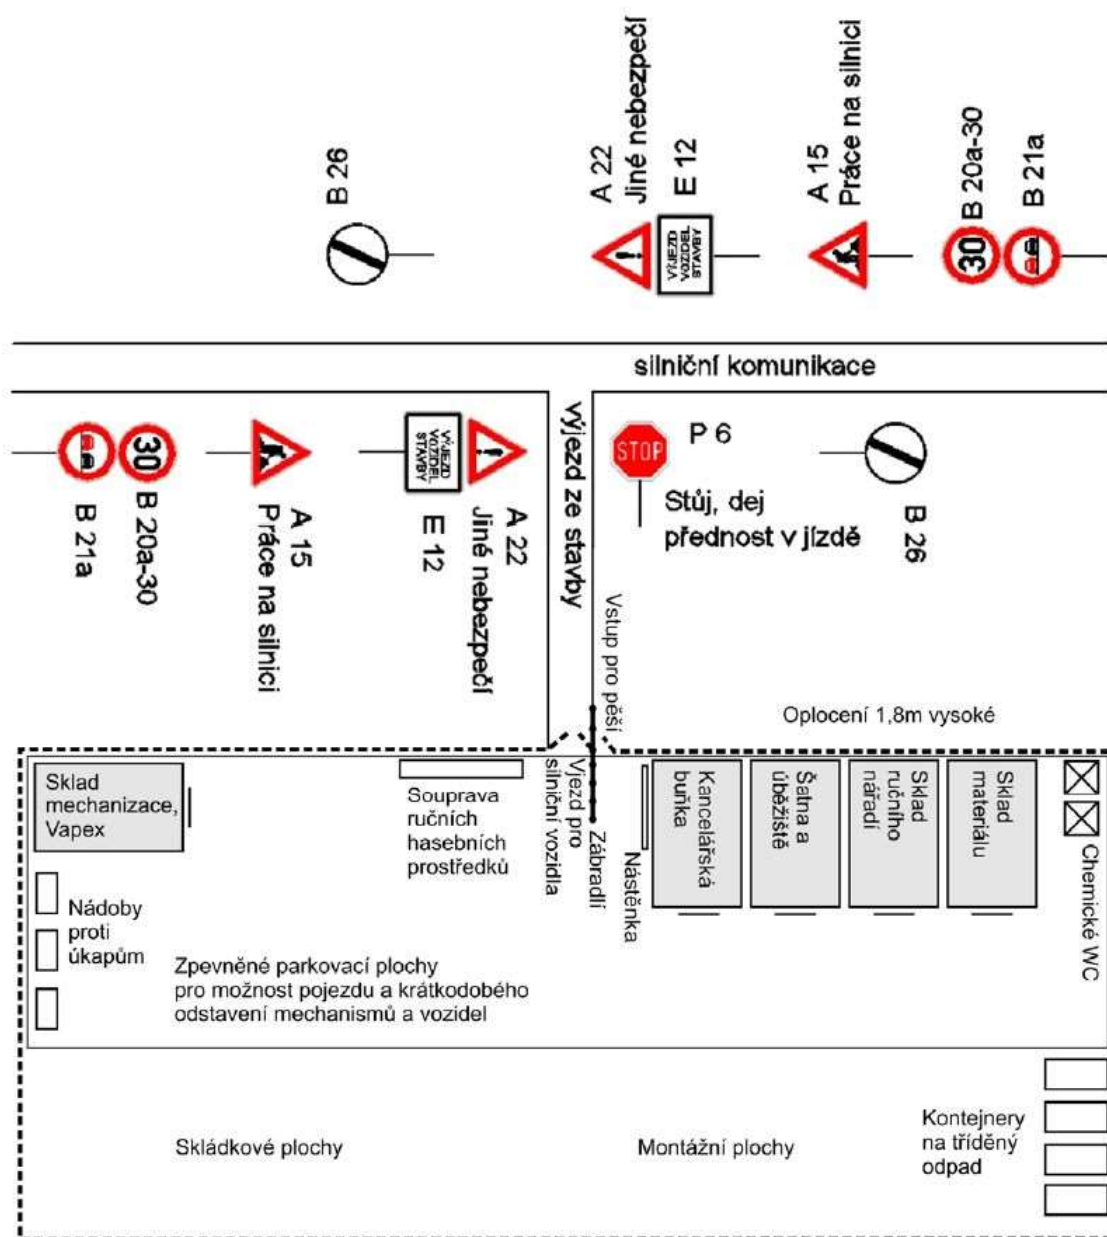 B 26
A 22
Jiné nebezpečí
E 12
VÝJEZD
VOZIDEL
STAVBY
A 15
Práce na silnici
30
B 20a-30
B 21a
silniční komunikace
výjezd ze stavby
B 21a
30
B 20a-30
A 15
Práce na silnici
VÝJEZD
VOZIDEL
STAVBY
E 12
A 22
Jiné nebezpečí
STOP
P 6
Stůj, dej
přednost v jízdě
B 26
Vstup pro pěší
Oplocení 1,8m vysoké
Sklad
mechanizace,
Vapex
Souprava
ručních
hasebních
prostředků
Vjezd pro
silniční vozidla
Zábradlí
Nástěnka
Kancelářská
buňka
Šatna a
úběžiště
Sklad
ručního
nářadí
Sklad
materiálu
Chemické WC
Nádoby
proti
úkapům
Zpevněné parkovací plochy
pro možnost pojezdu a krátkodobého
odstavení mechanismů a vozidel
Skládkové plochy
Montážní plochy
Kontejnery
na tříděný
odpad